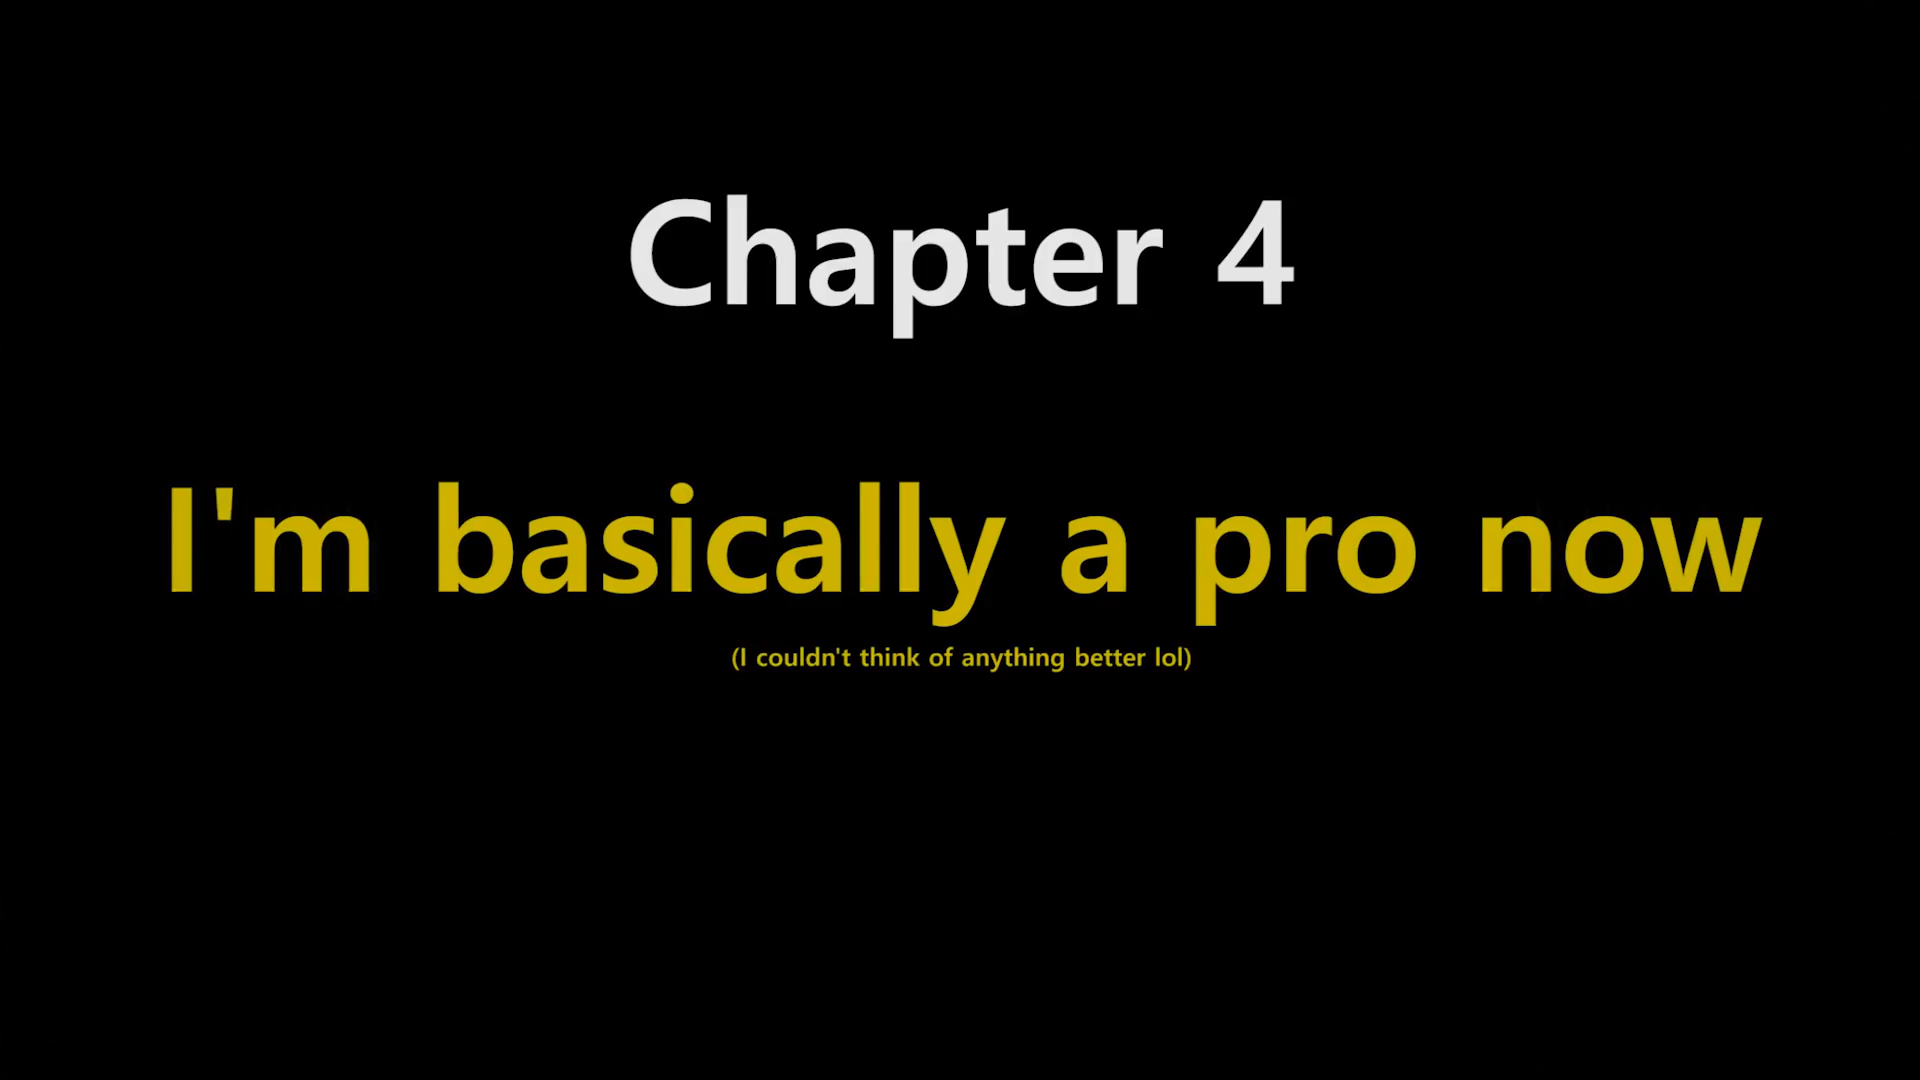 Chapter 4
I'm basically a pro now
(I couldn't think of anything better lol)